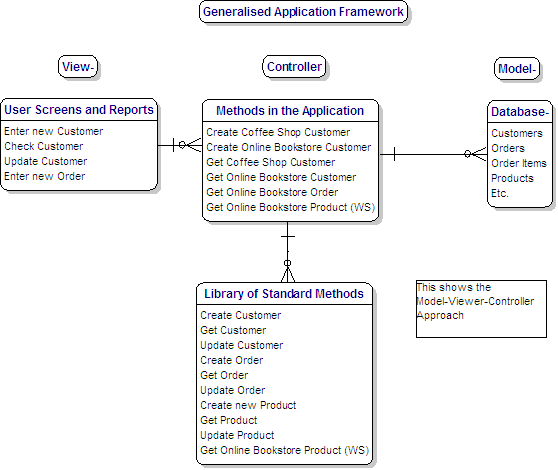 Generalised Application Framework
View-
Controller
Model-
User Screens and Reports
Enter new Customer
Check Customer
Update Customer
Enter new Order
Methods in the Application
Create Coffee Shop Customer
Create Online Bookstore Customer
Get Coffee Shop Customer
Get Online Bookstore Customer
Get Online Bookstore Order
Get Online Bookstore Product (WS)
Database-
Customers
Orders
Order Items
Products
Etc.
Library of Standard Methods
Create Customer
Get Customer
Update Customer
Create Order
Get Order
Update Order
Create new Product
Get Product
Update Product
Get Online Bookstore Product (WS)
This shows the
Model-Viewer-Controller
Approach